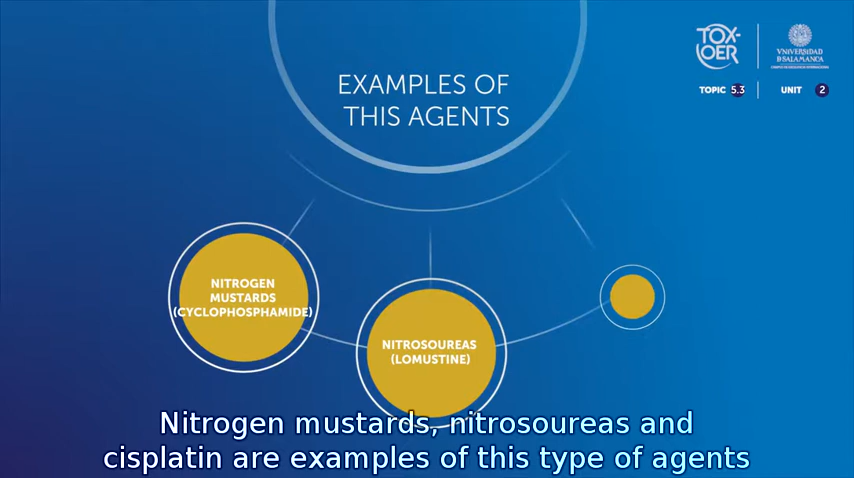 TOX-
OER
VNiVERSiDAD
D SALAMANCA
TOPIC 5.3
UNIT 2
EXAMPLES OF
THIS AGENTS
NITROGEN
MUSTARDS
(CYCLOPHOSPHAMIDE)
NITROSOUREAS
(LOMUSTINE)
Nitrogen mustards, nitrosoureas and
cisplatin are examples of this type of agents